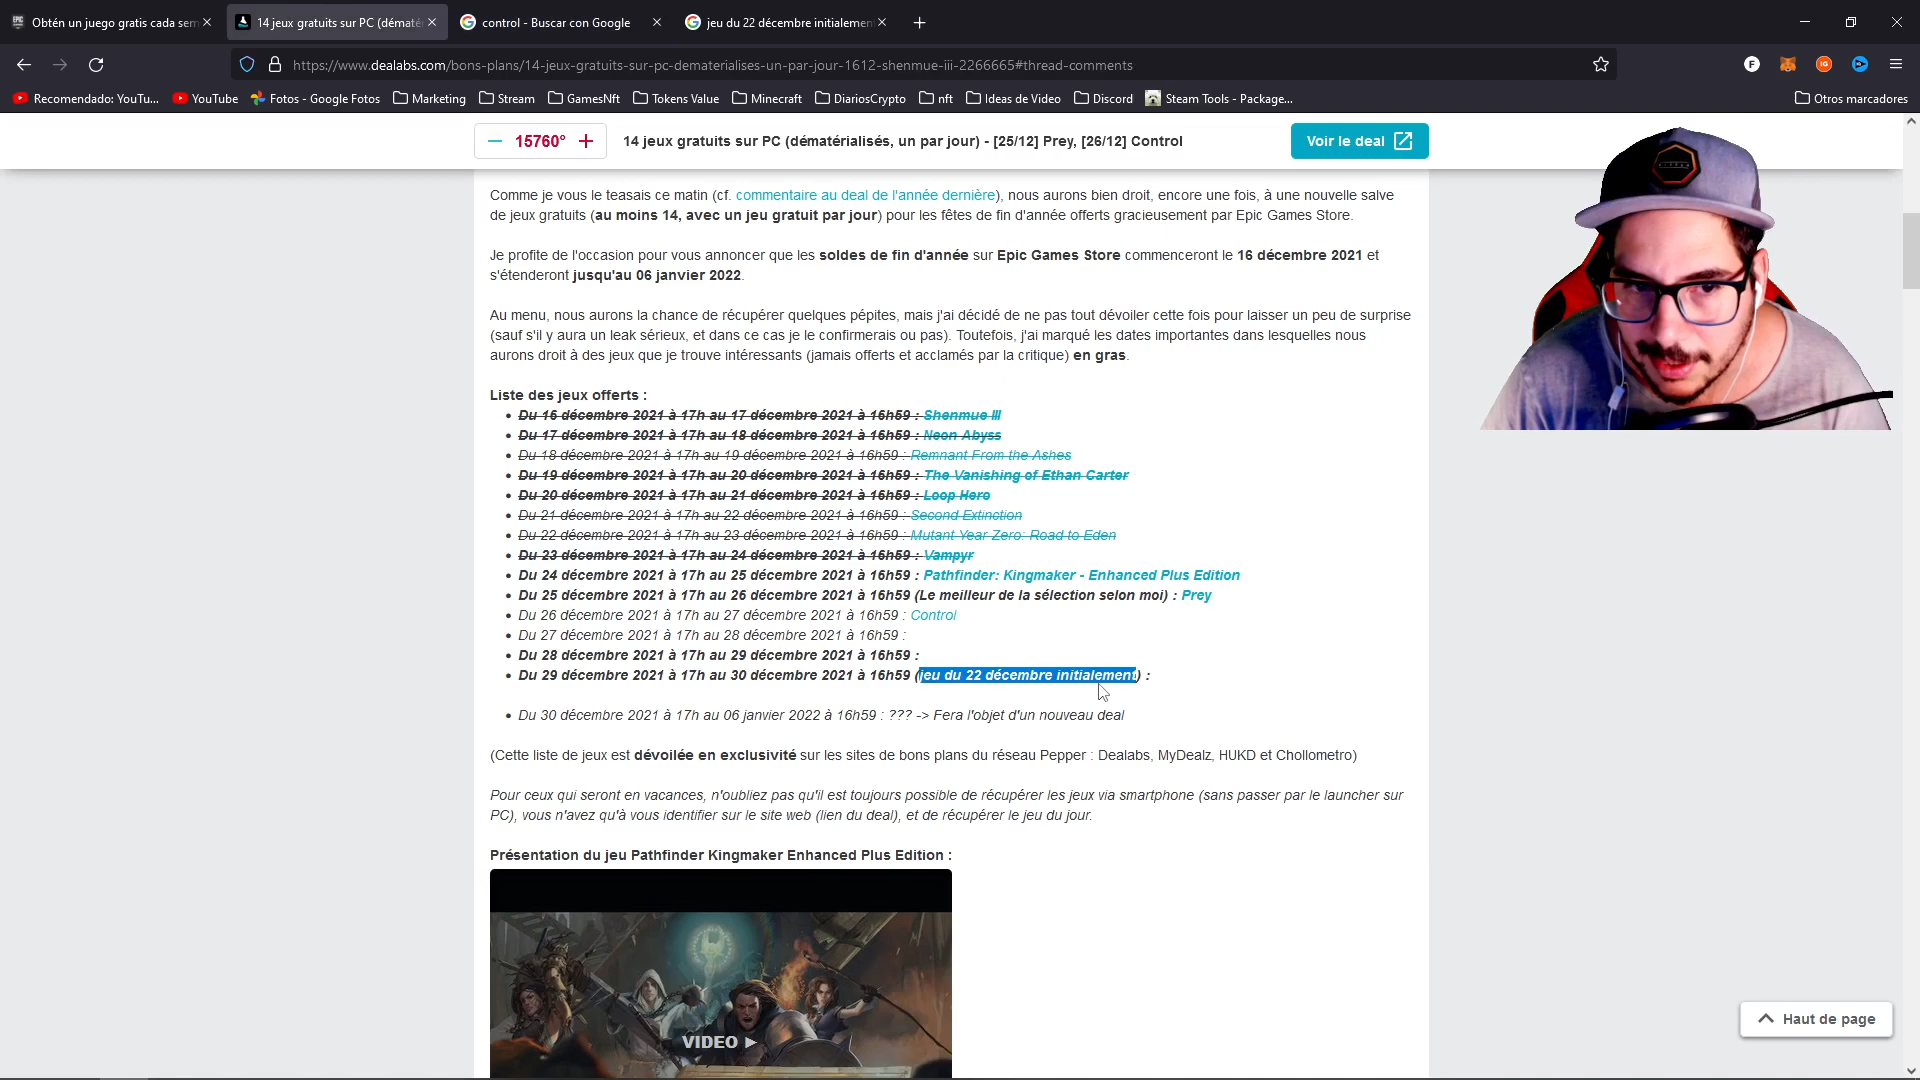 Obtén un juego gratis cada sem
14 jeux gratuits sur PC (dématé
control - Buscar con Google
jeu du 22 décembre initialemen
https://www.dealabs.com/bons-plans/14-jeux-gratuits-sur-pc-dematerialises-un-par-jour-1612-shenmue-iii-2266665#thread-comments
Recomendado: YouTu...
YouTube
Fotos - Google Fotos
Marketing
Stream
GamesNft
Tokens Value
Minecraft
DiariosCrypto
nft
Ideas de Video
Discord
Steam Tools - Package...
Otros marcadores
15760°
14 jeux gratuits sur PC (dématérialisés, un par jour) - [25/12] Prey, [26/12] Control
Voir le deal
Comme je vous le teasais ce matin (cf. commentaire au deal de l'année dernière), nous aurons bien droit, encore une fois, à une nouvelle salve
de jeux gratuits (au moins 14, avec un jeu gratuit par jour) pour les fêtes de fin d'année offerts gracieusement par Epic Games Store.
Je profite de l'occasion pour vous annoncer que les soldes de fin d'année sur Epic Games Store commenceront le 16 décembre 2021 et
s'étenderont jusqu'au 06 janvier 2022.
Au menu, nous aurons la chance de récupérer quelques pépites, mais j'ai décidé de ne pas tout dévoiler cette fois pour laisser un peu de surprise
(sauf s'il y aura un leak sérieux, et dans ce cas je le confirmerais ou pas). Toutefois, j'ai marqué les dates importantes dans lesquelles nous
aurons droit à des jeux que je trouve intéressants (jamais offerts et acclamés par la critique) en gras.
Liste des jeux offerts :
• Du 16 décembre 2021 à 17h au 17 décembre 2021 à 16h59 : Shenmue III
• Du 17 décembre 2021 à 17h au 18 décembre 2021 à 16h59 : Neon Abyss
• Du 18 décembre 2021 à 17h au 19 décembre 2021 à 16h59 : Remnant From the Ashes
• Du 19 décembre 2021 à 17h au 20 décembre 2021 à 16h59 : The Vanishing of Ethan Carter
• Du 20 décembre 2021 à 17h au 21 décembre 2021 à 16h59 : Loop Hero
• Du 21 décembre 2021 à 17h au 22 décembre 2021 à 16h59 : Second Extinction
• Du 22 décembre 2021 à 17h au 23 décembre 2021 à 16h59 : Mutant Year Zero: Road to Eden
• Du 23 décembre 2021 à 17h au 24 décembre 2021 à 16h59 : Vampyr
• Du 24 décembre 2021 à 17h au 25 décembre 2021 à 16h59 : Pathfinder: Kingmaker - Enhanced Plus Edition
• Du 25 décembre 2021 à 17h au 26 décembre 2021 à 16h59 (Le meilleur de la sélection selon moi) : Prey
• Du 26 décembre 2021 à 17h au 27 décembre 2021 à 16h59 : Control
• Du 27 décembre 2021 à 17h au 28 décembre 2021 à 16h59 :
• Du 28 décembre 2021 à 17h au 29 décembre 2021 à 16h59 :
• Du 29 décembre 2021 à 17h au 30 décembre 2021 à 16h59 (jeu du 22 décembre initialement) :
• Du 30 décembre 2021 à 17h au 06 janvier 2022 à 16h59 : ??? -> Fera l'objet d'un nouveau deal
(Cette liste de jeux est dévoilée en exclusivité sur les sites de bons plans du réseau Pepper : Dealabs, MyDealz, HUKD et Chollometro)
Pour ceux qui seront en vacances, n'oubliez pas qu'il est toujours possible de récupérer les jeux via smartphone (sans passer par le launcher sur
PC), vous n'avez qu'à vous identifier sur le site web (lien du deal), et de récupérer le jeu du jour.
Présentation du jeu Pathfinder Kingmaker Enhanced Plus Edition :
VIDEO
Haut de page